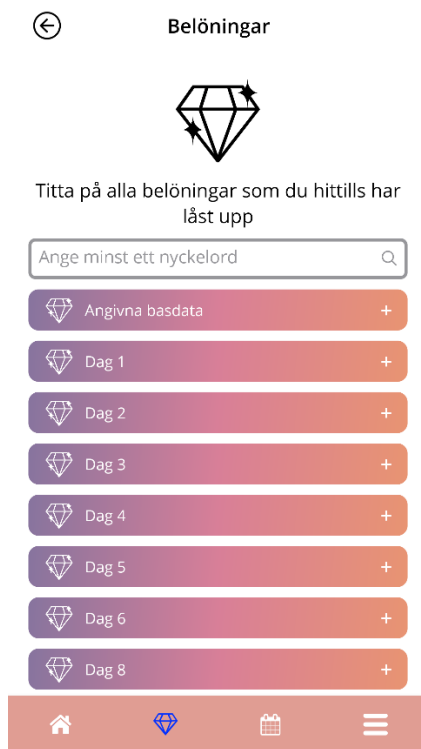 Belöningar
Titta på alla belöningar som du hittills har
låst upp
Ange minst ett nyckelord
Angivna basdata +
Dag 1 +
Dag 2 +
Dag 3 +
Dag 4 +
Dag 5 +
Dag 6 +
Dag 8 +